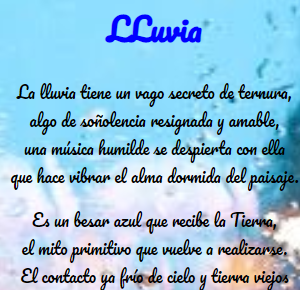 LLuvia
La lluvia tiene un vago secreto de ternura,
algo de soñolencia resignada y amable,
una música humilde se despierta con ella
que hace vibrar el alma dormida del paisaje.
Es un besar azul que recibe la Tierra,
el mito primitivo que vuelve a realizarse.
El contacto ya frío de cielo y tierra viejos